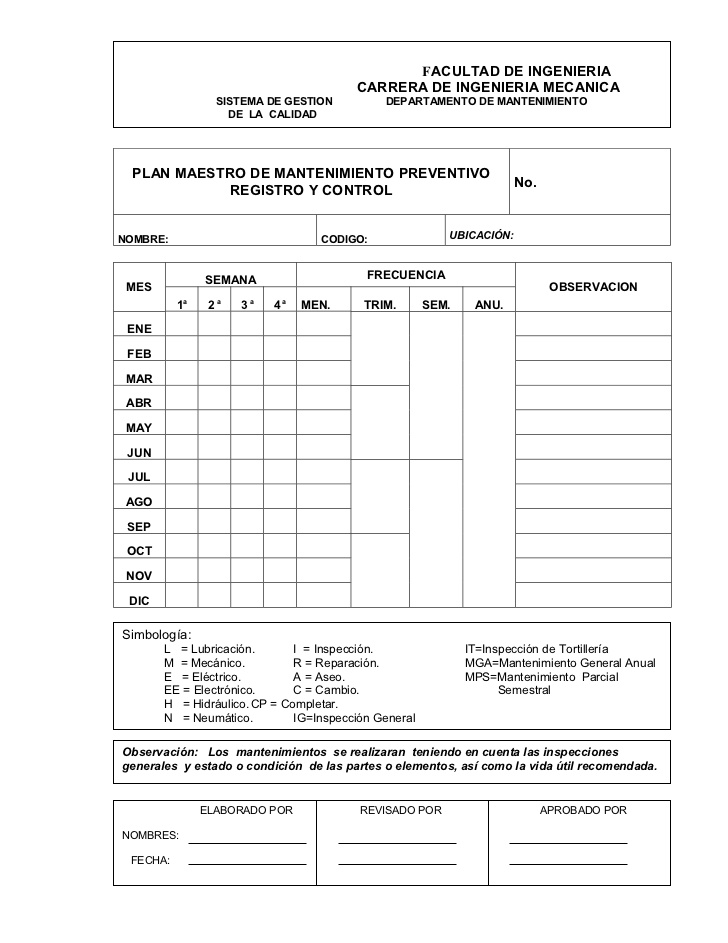 FACULTAD DE INGENIERIA
CARRERA DE INGENIERIA MECANICA
SISTEMA DE GESTION DEPARTAMENTO DE MANTENIMIENTO
DE LA CALIDAD
PLAN MAESTRO DE MANTENIMIENTO PREVENTIVO
REGISTRO Y CONTROL
No.
NOMBRE: CODIGO: UBICACIÓN:
MES SEMANA FRECUENCIA OBSERVACION
1ª 2ª 3ª 4ª MEN. TRIM. SEM. ANU.
ENE
FEB
MAR
ABR
MAY
JUN
JUL
AGO
SEP
OCT
NOV
DIC
Simbología:
L = Lubricación. I = Inspección. IT=Inspección de Tortillería
M = Mecánico. R = Reparación. MGA=Mantenimiento General Anual
E = Eléctrico. A = Aseo. MPS=Mantenimiento Parcial
EE = Electrónico. C = Cambio. Semestral
H = Hidráulico. CP = Completar.
N = Neumático. IG=Inspección General
Observación: Los mantenimientos se realizaran teniendo en cuenta las inspecciones
generales y estado o condición de las partes o elementos, así como la vida útil recomendada.
ELABORADO POR REVISADO POR APROBADO POR
NOMBRES:
FECHA: